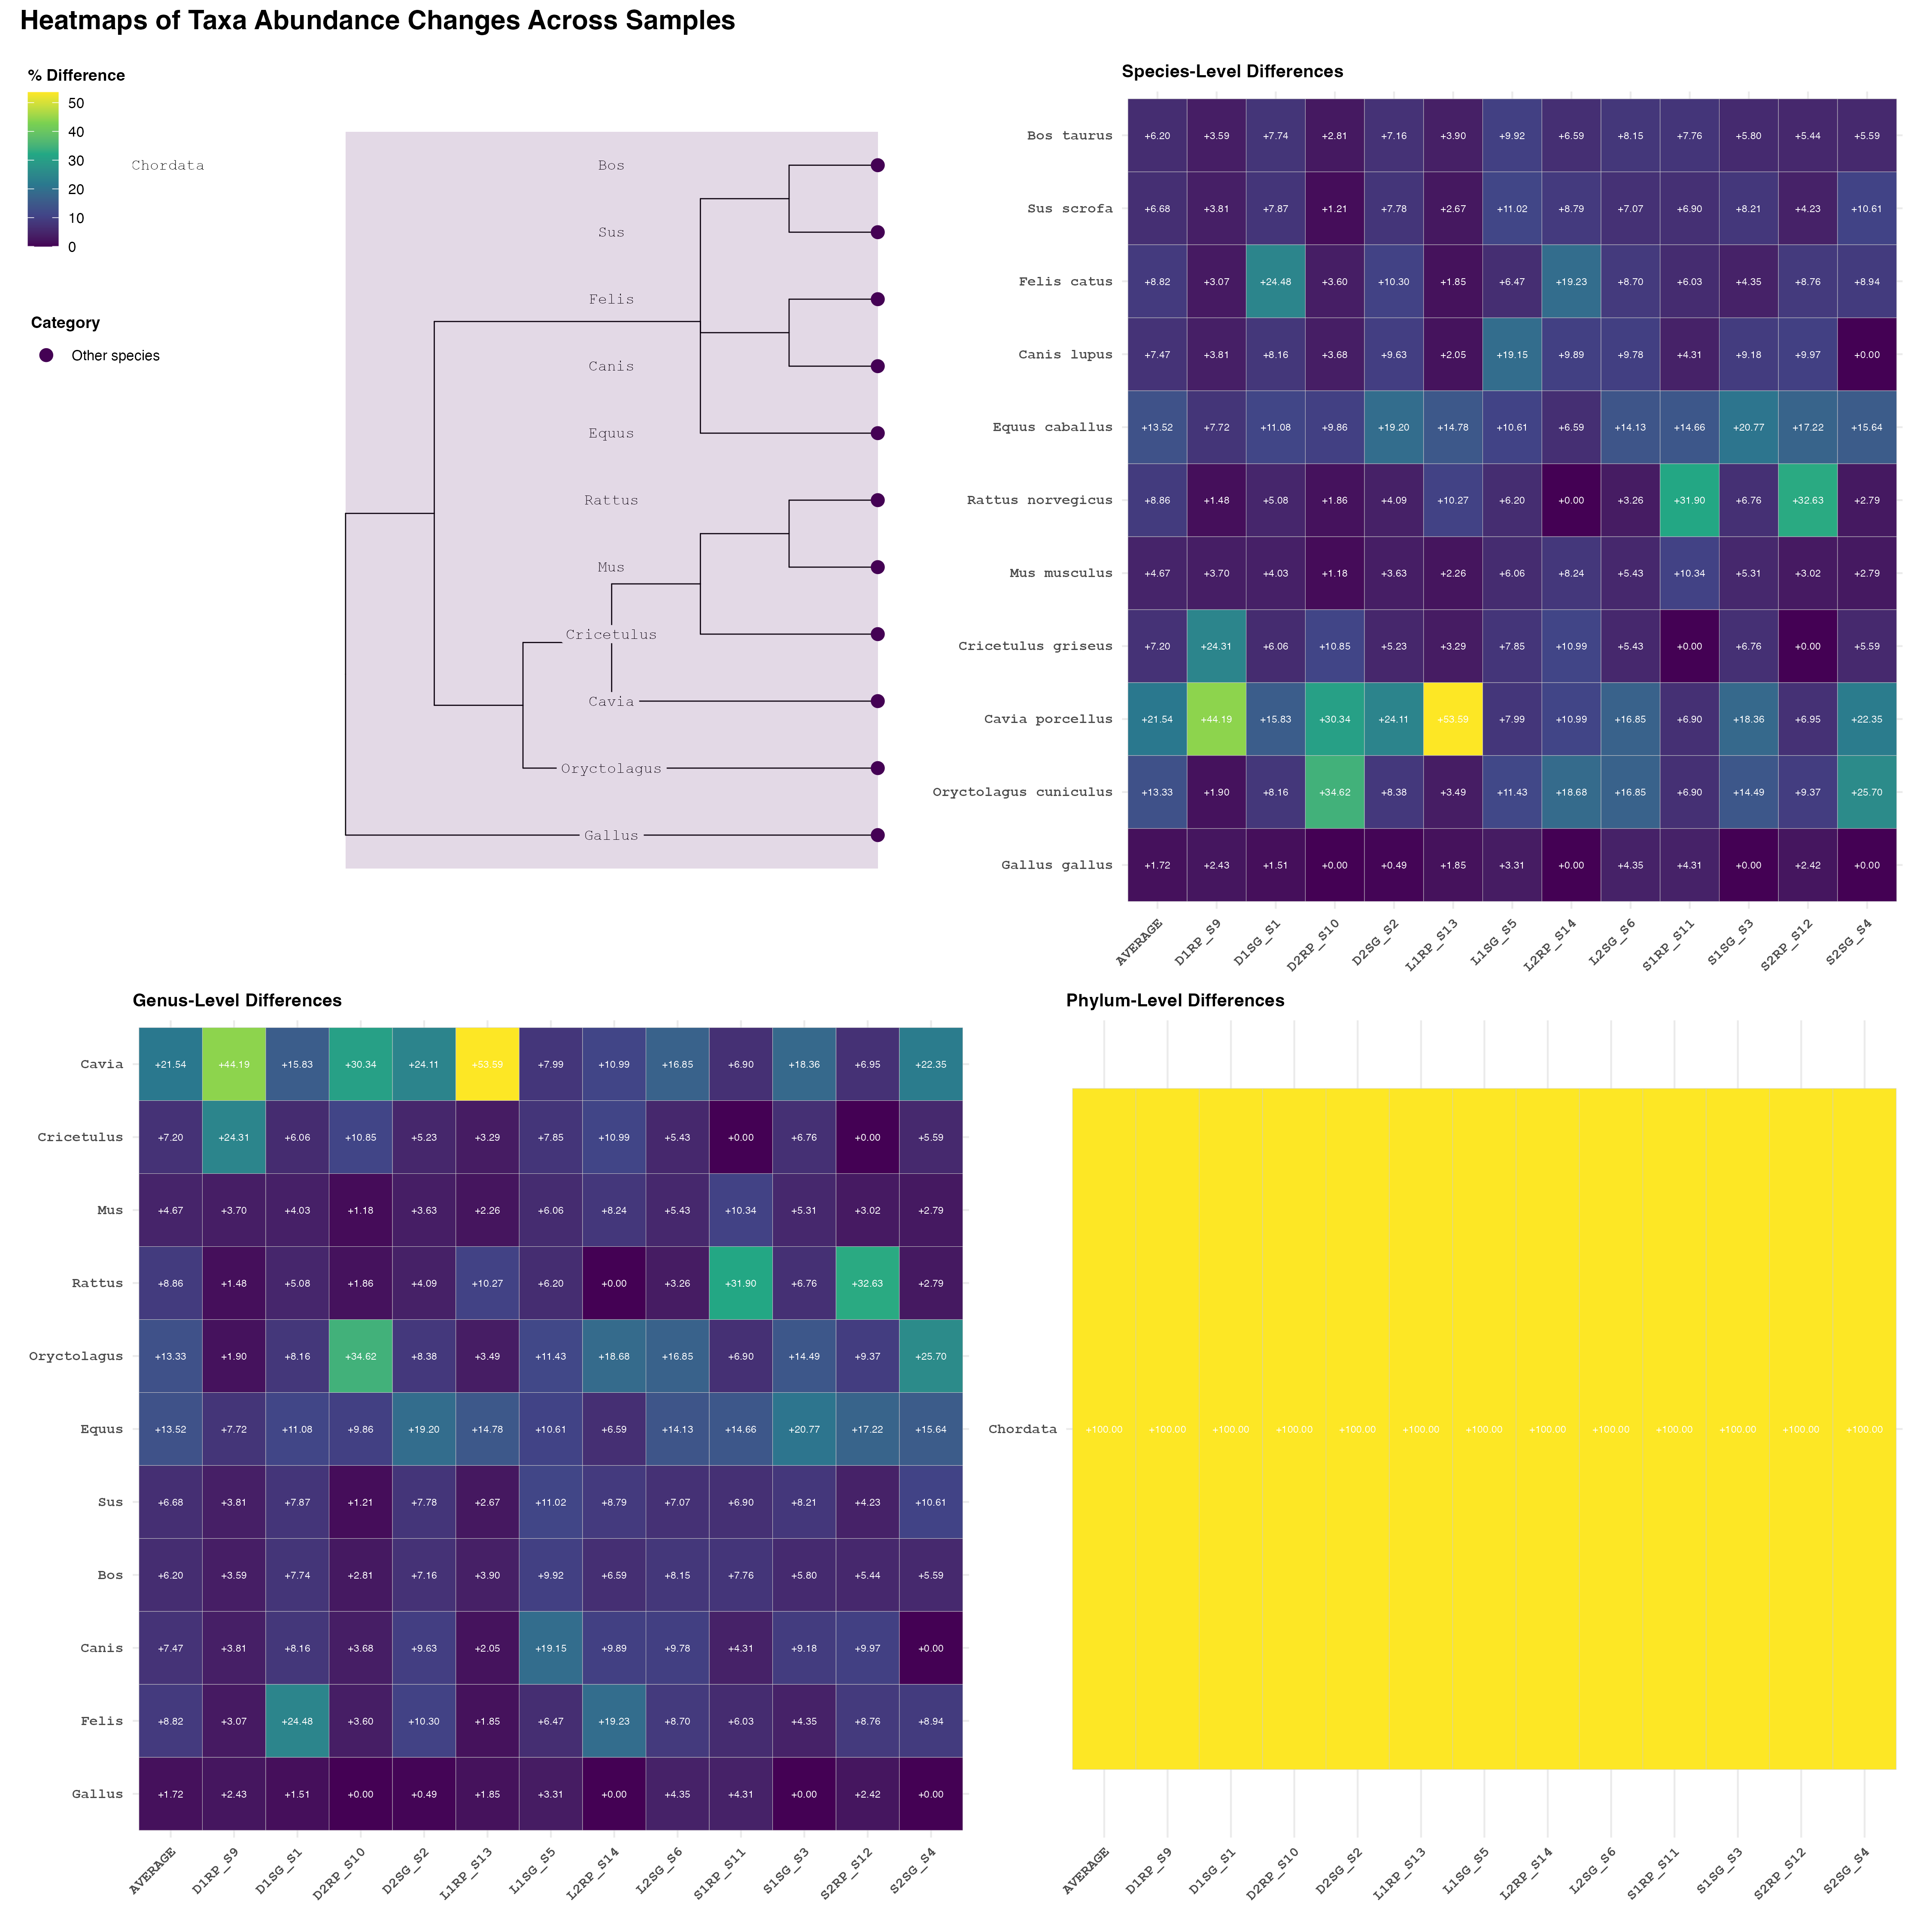 Heatmaps of Taxa Abundance Changes Across Samples
% Difference
50
40
30
20
10
0
Category
Other species
Chordata
Bos
Sus
Felis
Canis
Equus
Rattus
Mus
Cricetulus
Cavia
Oryctolagus
Gallus
Species-Level Differences
Bos taurus +6.20 +3.59 +7.74 +2.81 +7.16 +3.90 +9.92 +6.59 +8.15 +7.76 +5.80 +5.44 +5.59
Sus scrofa +6.68 +3.81 +7.87 +1.21 +7.78 +2.67 +11.02 +8.79 +7.07 +6.90 +8.21 +4.23 +10.61
Felis catus +8.82 +3.07 +24.48 +3.60 +10.30 +1.85 +6.47 +19.23 +8.70 +6.03 +4.35 +8.76 +8.94
Canis lupus +7.47 +3.81 +8.16 +3.68 +9.63 +2.05 +19.15 +9.89 +9.78 +4.31 +9.18 +9.97 +0.00
Equus caballus +13.52 +7.72 +11.08 +9.86 +19.20 +14.78 +10.61 +6.59 +14.13 +14.66 +20.77 +17.22 +15.64
Rattus norvegicus +8.86 +1.48 +5.08 +1.86 +4.09 +10.27 +6.20 +0.00 +3.26 +31.90 +6.76 +32.63 +2.79
Mus musculus +4.67 +3.70 +4.03 +1.18 +3.63 +2.26 +6.06 +8.24 +5.43 +10.34 +5.31 +3.02 +2.79
Cricetulus griseus +7.20 +24.31 +6.06 +10.85 +5.23 +3.29 +7.85 +10.99 +5.43 +0.00 +6.76 +0.00 +5.59
Cavia porcellus +21.54 +44.19 +15.83 +30.34 +24.11 +53.59 +7.99 +10.99 +16.85 +6.90 +18.36 +6.95 +22.35
Oryctolagus cuniculus +13.33 +1.90 +8.16 +34.62 +8.38 +3.49 +11.43 +18.68 +16.85 +6.90 +14.49 +9.37 +25.70
Gallus gallus +1.72 +2.43 +1.51 +0.00 +0.49 +1.85 +3.31 +0.00 +4.35 +4.31 +0.00 +2.42 +0.00
AVERAGE D1RP_S9 D1SG_S1 D2RP_S10 D2SG_S2 L1RP_S13 L1SG_S5 L2RP_S14 L2SG_S6 S1RP_S11 S1SG_S3 S2RP_S12 S2SG_S4
Genus-Level Differences
Cavia +21.54 +44.19 +15.83 +30.34 +24.11 +53.59 +7.99 +10.99 +16.85 +6.90 +18.36 +6.95 +22.35
Cricetulus +7.20 +24.31 +6.06 +10.85 +5.23 +3.29 +7.85 +10.99 +5.43 +0.00 +6.76 +0.00 +5.59
Mus +4.67 +3.70 +4.03 +1.18 +3.63 +2.26 +6.06 +8.24 +5.43 +10.34 +5.31 +3.02 +2.79
Rattus +8.86 +1.48 +5.08 +1.86 +4.09 +10.27 +6.20 +0.00 +3.26 +31.90 +6.76 +32.63 +2.79
Oryctolagus +13.33 +1.90 +8.16 +34.62 +8.38 +3.49 +11.43 +18.68 +16.85 +6.90 +14.49 +9.37 +25.70
Equus +13.52 +7.72 +11.08 +9.86 +19.20 +14.78 +10.61 +6.59 +14.13 +14.66 +20.77 +17.22 +15.64
Sus +6.68 +3.81 +7.87 +1.21 +7.78 +2.67 +11.02 +8.79 +7.07 +6.90 +8.21 +4.23 +10.61
Bos +6.20 +3.59 +7.74 +2.81 +7.16 +3.90 +9.92 +6.59 +8.15 +7.76 +5.80 +5.44 +5.59
Canis +7.47 +3.81 +8.16 +3.68 +9.63 +2.05 +19.15 +9.89 +9.78 +4.31 +9.18 +9.97 +0.00
Felis +8.82 +3.07 +24.48 +3.60 +10.30 +1.85 +6.47 +19.23 +8.70 +6.03 +4.35 +8.76 +8.94
Gallus +1.72 +2.43 +1.51 +0.00 +0.49 +1.85 +3.31 +0.00 +4.35 +4.31 +0.00 +2.42 +0.00
AVERAGE D1RP_S9 D1SG_S1 D2RP_S10 D2SG_S2 L1RP_S13 L1SG_S5 L2RP_S14 L2SG_S6 S1RP_S11 S1SG_S3 S2RP_S12 S2SG_S4
Phylum-Level Differences
Chordata +100.00 +100.00 +100.00 +100.00 +100.00 +100.00 +100.00 +100.00 +100.00 +100.00 +100.00 +100.00 +100.00
AVERAGE D1RP_S9 D1SG_S1 D2RP_S10 D2SG_S2 L1RP_S13 L1SG_S5 L2RP_S14 L2SG_S6 S1RP_S11 S1SG_S3 S2RP_S12 S2SG_S4